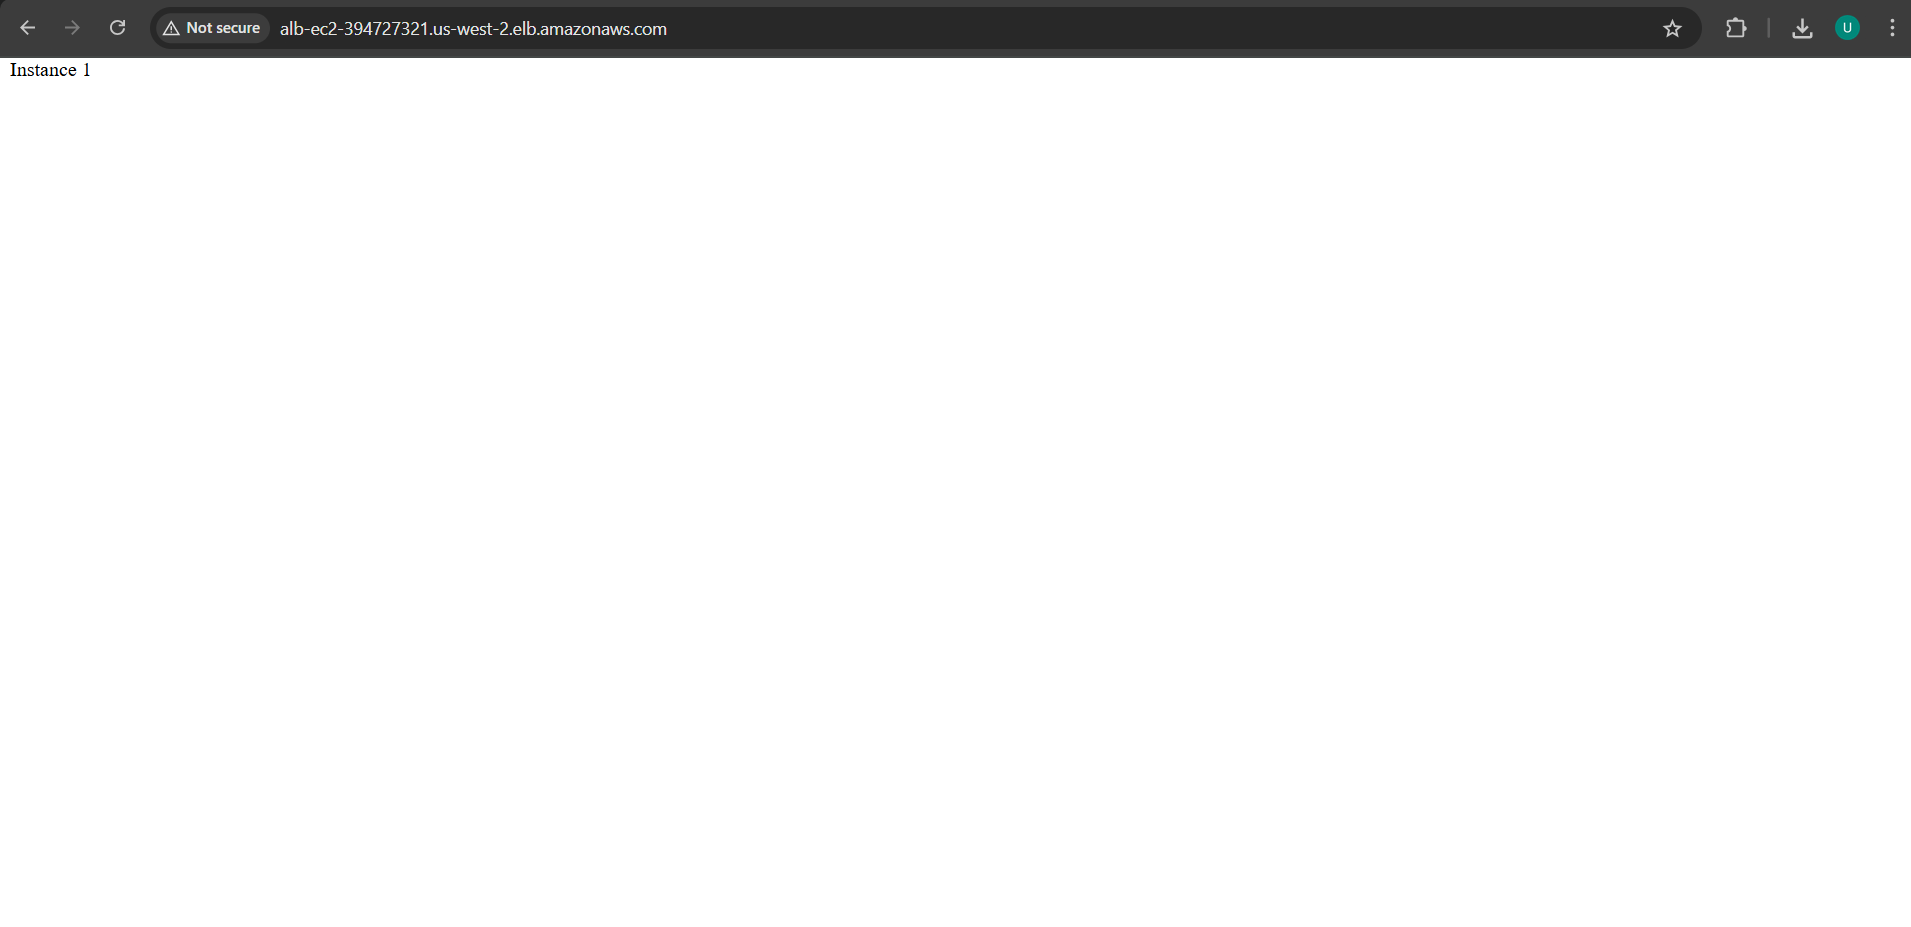 Not secure
alb-ec2-394727321.us-west-2.elb.amazonaws.com
U
Instance 1